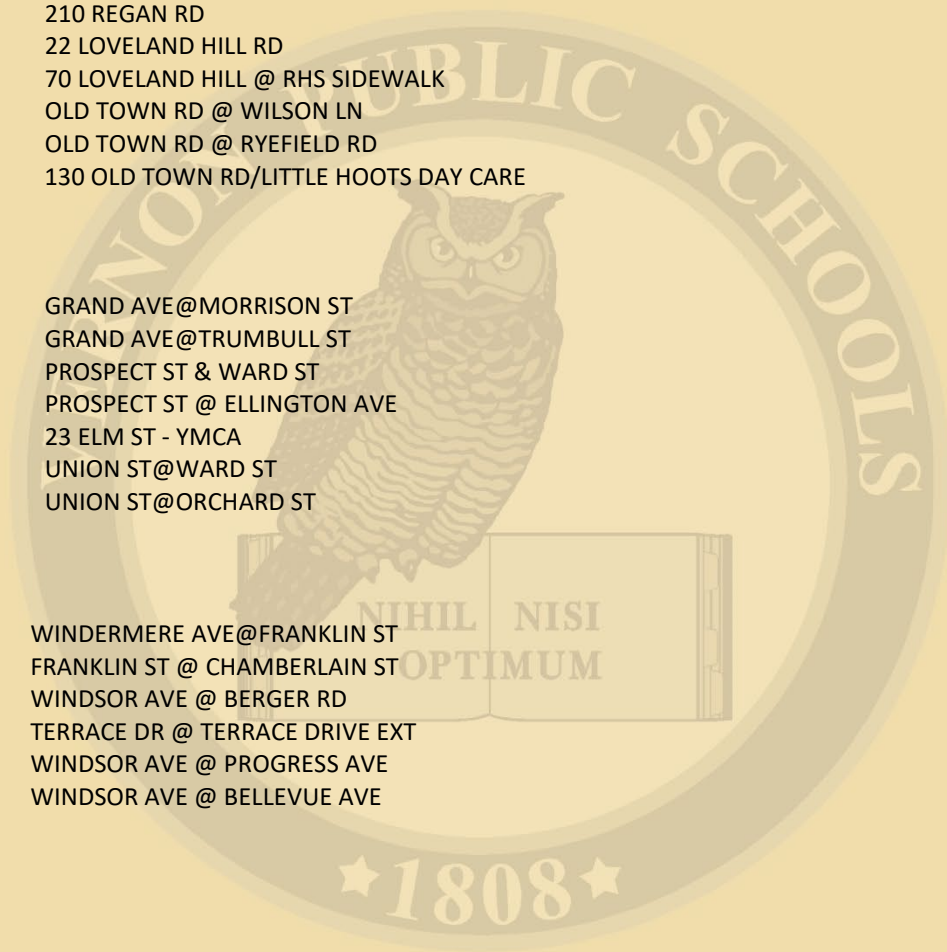 210 REGAN RD
22 LOVELAND HILL RD
70 LOVELAND HILL @ RHS SIDEWALK
OLD TOWN RD @ WILSON LN
OLD TOWN RD @ RYEFIELD RD
130 OLD TOWN RD/LITTLE HOOTS DAY CARE
GRAND AVE@MORRISON ST
GRAND AVE@TRUMBULL ST
PROSPECT ST & WARD ST
PROSPECT ST @ ELLINGTON AVE
23 ELM ST - YMCA
UNION ST@WARD ST
UNION ST@ORCHARD ST
WINDERMERE AVE@FRANKLIN ST
FRANKLIN ST @ CHAMBERLAIN ST
WINDSOR AVE @ BERGER RD
TERRACE DR @ TERRACE DRIVE EXT
WINDSOR AVE @ PROGRESS AVE
WINDSOR AVE @ BELLEVUE AVE
VERNON PUBLIC SCHOOLS
NIHIL NISI
OPTIMUM
1808